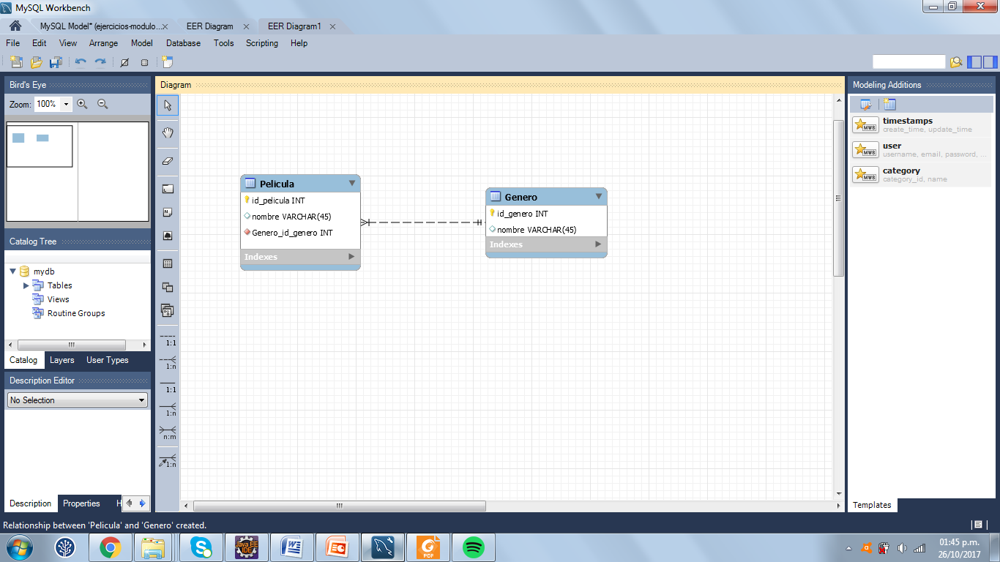 MySQL Workbench
MySQL Model* (ejercicios-modulo...
EER Diagram
EER Diagram1
File Edit View Arrange Model Database Tools Scripting Help
Bird's Eye
Zoom: 100%
Catalog Tree
mydb
Tables
Views
Routine Groups
Catalog Layers User Types
Description Editor
No Selection
Description Properties H
Diagram
1:1
1:n
1:1
1:n
n:m
1:n
Pelicula
id_pelicula INT
nombre VARCHAR(45)
Genero_id_genero INT
Indexes
Genero
id_genero INT
nombre VARCHAR(45)
Indexes
Modeling Additions
MWB
timestamps
create_time, update_time
MWB
user
username, email, password, ...
MWB
category
category_id, name
Templates
Relationship between 'Pelicula' and 'Genero' created.
Java EE
IDE
PDF
01:45 p.m.
26/10/2017